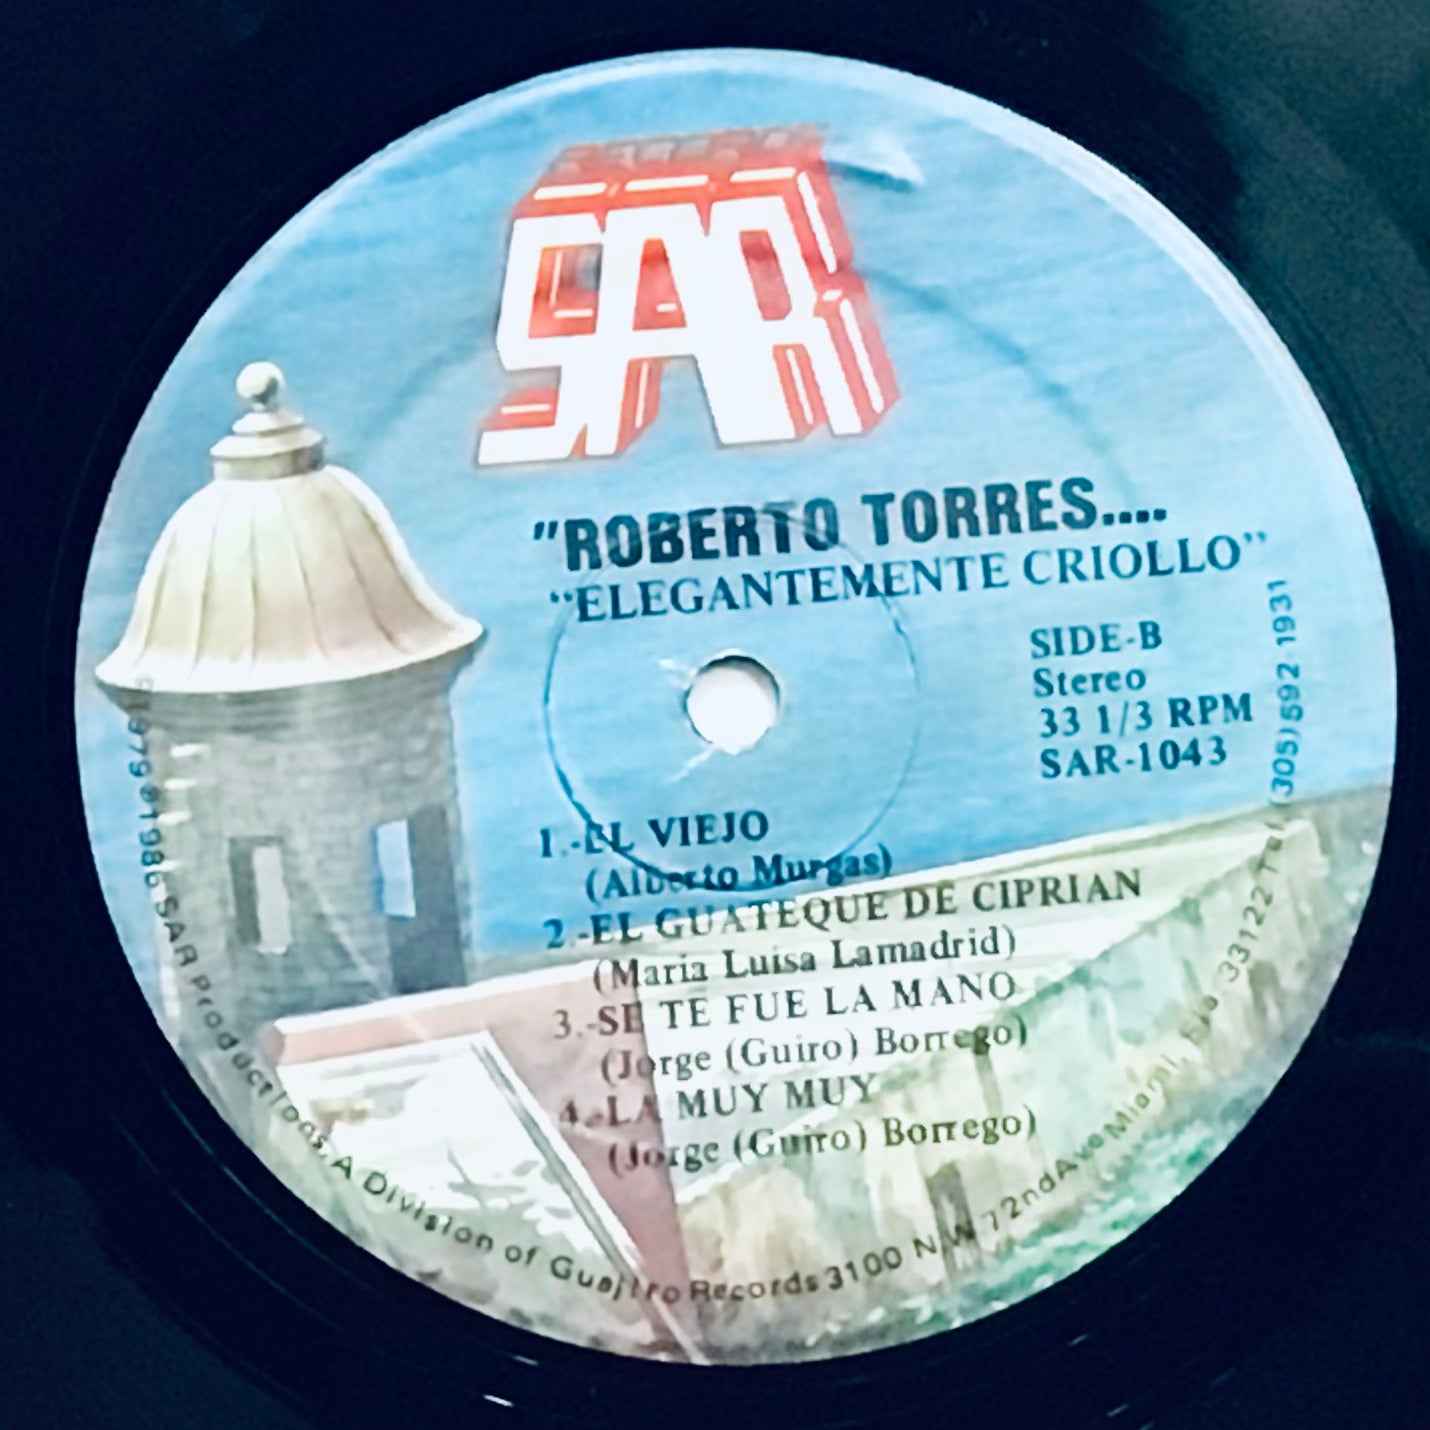 SAR
"ROBERTO TORRES....
"ELEGANTEMENTE CRIOLLO"
SIDE-B
Stereo
33 1/3 RPM
SAR-1043
1.-EL VIEJO
(Alberto Murgas)
2.-EL GUATEQUE DE CIPRIAN
(Maria Luisa Lamadrid)
3.-SE TE FUE LA MANO
(Jorge (Guiro) Borrego)
4.-LA MUY MUY
(Jorge (Guiro) Borrego)
SAR Productions, A Division of Guajiro Records 3100 N.W 72nd Ave Miami, Fla. 33122 Tel (305) 592 1931